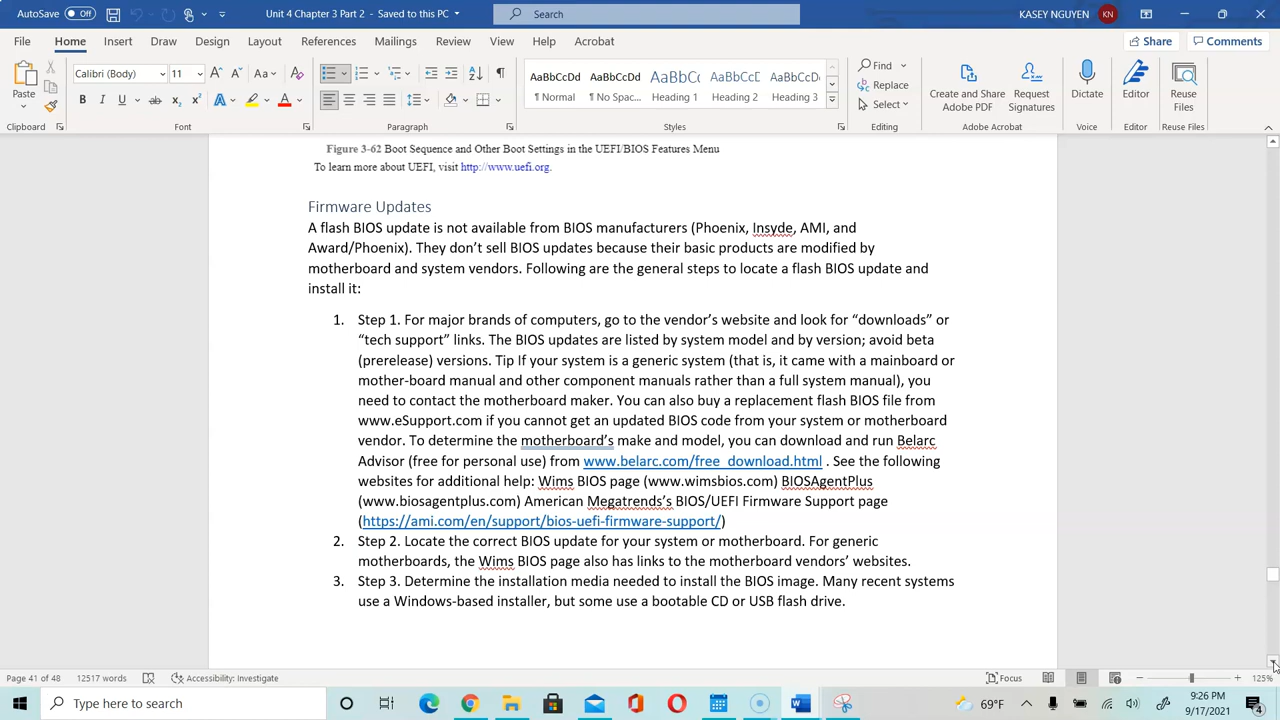 AutoSave Off Unit 4 Chapter 3 Part 2 - Saved to this PC Search KASEY NGUYEN KN
File Home Insert Draw Design Layout References Mailings Review View Help Acrobat Share Comments
Paste Calibri (Body) 11 A A Aa A
B I U ab x2 x2 A A
AaBbCcDd AaBbCcDd AaBbCcD AaBbCcD AaBbCcD
¶ Normal ¶ No Spac... Heading 1 Heading 2 Heading 3
Find
Replace
Select
Create and Share Adobe PDF
Request Signatures
Dictate
Editor
Reuse Files
Clipboard Font Paragraph Styles Editing Adobe Acrobat Voice Editor Reuse Files
Figure 3-62 Boot Sequence and Other Boot Settings in the UEFI/BIOS Features Menu
To learn more about UEFI, visit http://www.uefi.org.
Firmware Updates
A flash BIOS update is not available from BIOS manufacturers (Phoenix, Insyde, AMI, and
Award/Phoenix). They don’t sell BIOS updates because their basic products are modified by
motherboard and system vendors. Following are the general steps to locate a flash BIOS update and
install it:
1. Step 1. For major brands of computers, go to the vendor’s website and look for “downloads” or
“tech support” links. The BIOS updates are listed by system model and by version; avoid beta
(prerelease) versions. Tip If your system is a generic system (that is, it came with a mainboard or
mother-board manual and other component manuals rather than a full system manual), you
need to contact the motherboard maker. You can also buy a replacement flash BIOS file from
www.eSupport.com if you cannot get an updated BIOS code from your system or motherboard
vendor. To determine the motherboard’s make and model, you can download and run Belarc
Advisor (free for personal use) from www.belarc.com/free_download.html . See the following
websites for additional help: Wims BIOS page (www.wimsbios.com) BIOSAgentPlus
(www.biosagentplus.com) American Megatrends’s BIOS/UEFI Firmware Support page
(https://ami.com/en/support/bios-uefi-firmware-support/)
2. Step 2. Locate the correct BIOS update for your system or motherboard. For generic
motherboards, the Wims BIOS page also has links to the motherboard vendors’ websites.
3. Step 3. Determine the installation media needed to install the BIOS image. Many recent systems
use a Windows-based installer, but some use a bootable CD or USB flash drive.
Page 41 of 48 12517 words Accessibility: Investigate Focus 125%
Type here to search 69°F 9:26 PM
9/17/2021 4